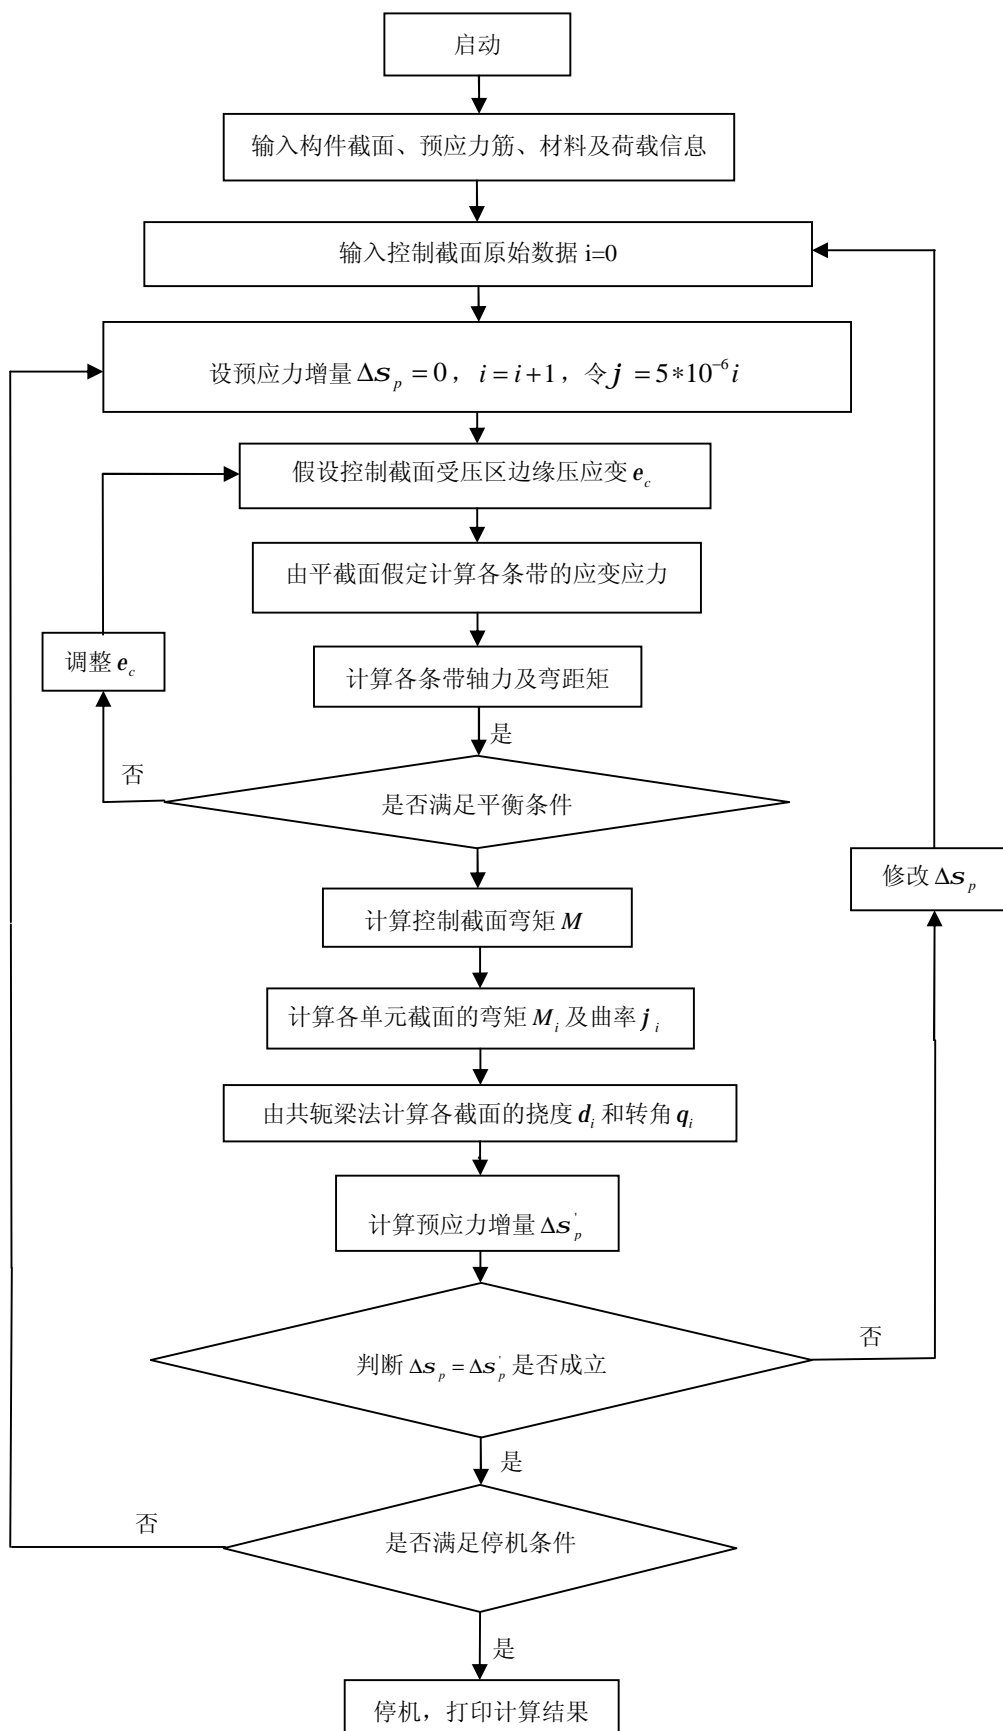 启动
输入构件截面、预应力筋、材料及荷载信息
输入控制截面原始数据 i=0
设预应力增量 Δs_p = 0，i = i+1，令 j = 5*10^{-6} i
假设控制截面受压区边缘压应变 e_c
由平截面假定计算各条带的应变应力
调整 e_c
计算各条带轴力及弯距矩
是
否
是否满足平衡条件
修改 Δs_p
计算控制截面弯矩 M
计算各单元截面的弯矩 M_i 及曲率 j_i
由共轭梁法计算各截面的挠度 d_i 和转角 q_i
计算预应力增量 Δs_p^'
否
判断 Δs_p = Δs_p^' 是否成立
是
否
是否满足停机条件
是
停机，打印计算结果